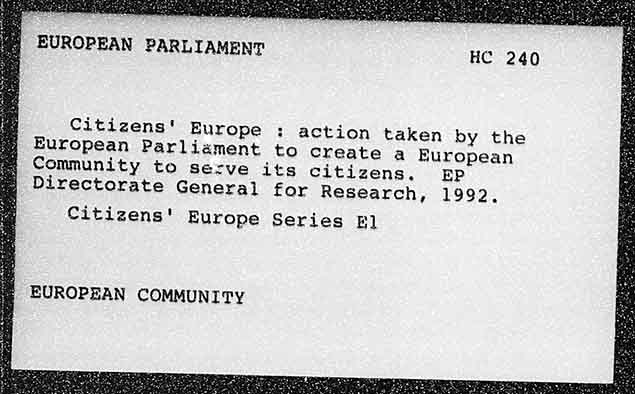 EUROPEAN PARLIAMENT
HC 240
Citizens' Europe : action taken by the
European Parliament to create a European
Community to serve its citizens. EP
Directorate General for Research, 1992.
Citizens' Europe Series E1
EUROPEAN COMMUNITY